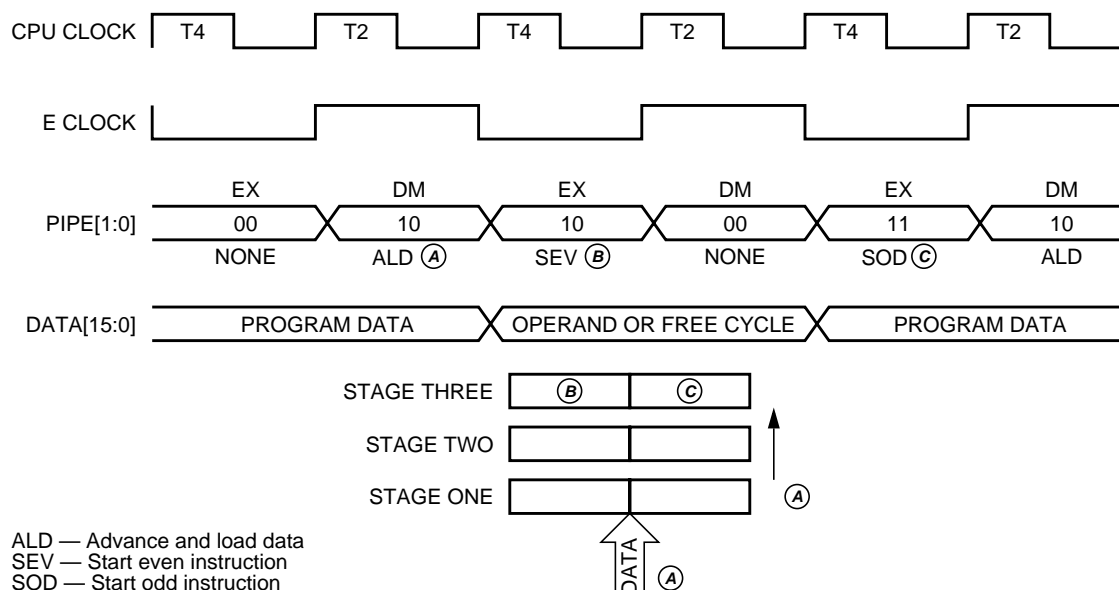 CPU CLOCK T4 T2 T4 T2 T4 T2
E CLOCK
EX DM EX DM EX DM
PIPE[1:0] 00 10 10 00 11 10
NONE ALD A SEV B NONE SOD C ALD
DATA[15:0] PROGRAM DATA OPERAND OR FREE CYCLE PROGRAM DATA
STAGE THREE B C
STAGE TWO
STAGE ONE A
DATA A
ALD — Advance and load data
SEV — Start even instruction
SOD — Start odd instruction